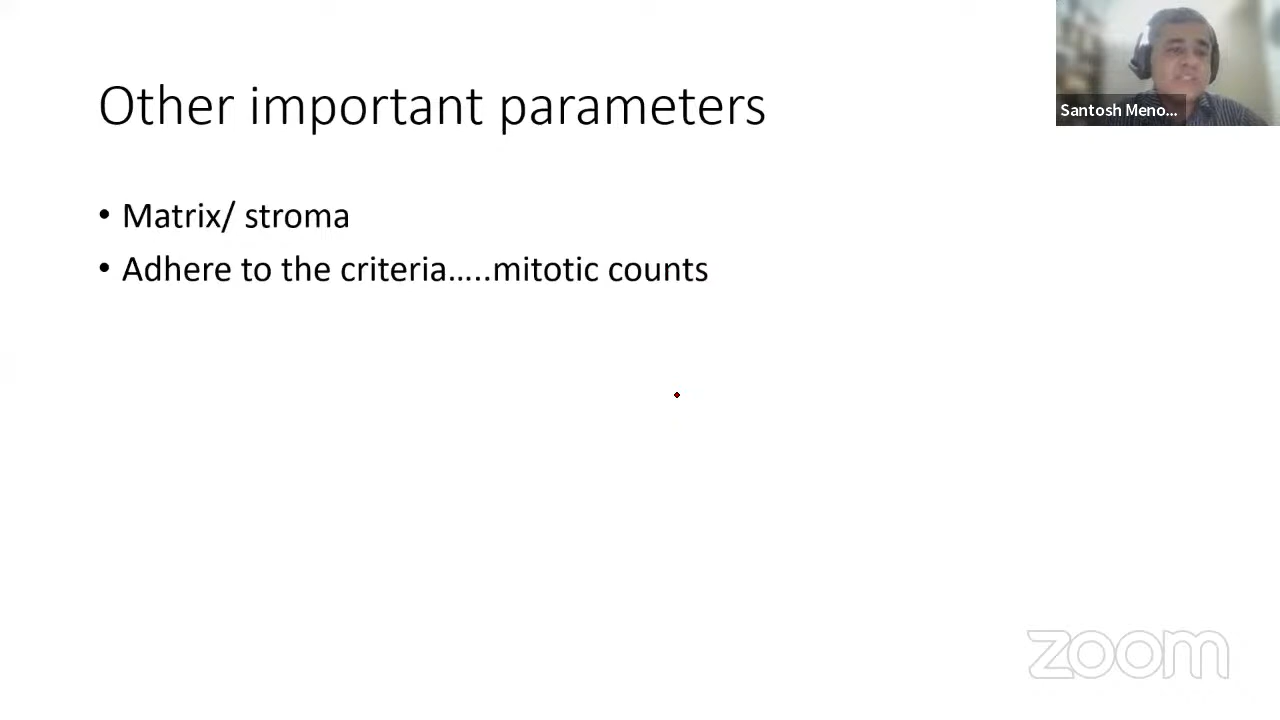 Other important parameters
Santosh Meno...
• Matrix/ stroma
• Adhere to the criteria.....mitotic counts
zoom